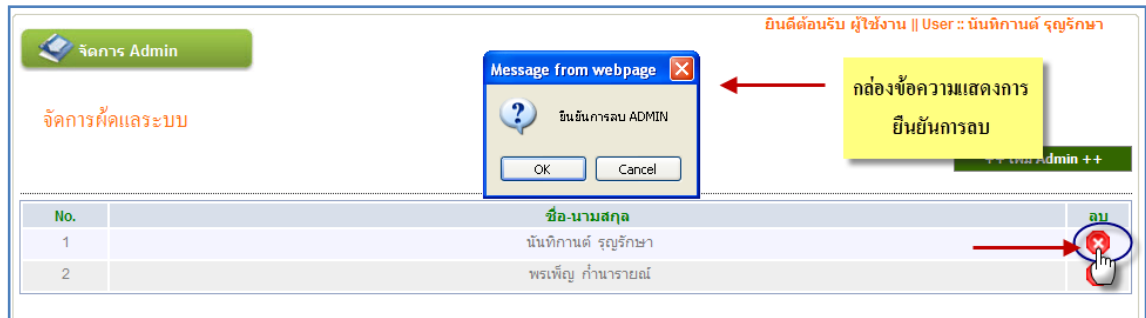 ยินดีต้อนรับ ผู้ใช้งาน || User :: นันทิกานต์ รุญรักษา
จัดการ Admin
Message from webpage
ยืนยันการลบ ADMIN
OK Cancel
กล่องข้อความแสดงการ
ยืนยันการลบ
จัดการผู้ดูแลระบบ
++ เพิ่ม Admin ++
No. ชื่อ-นามสกุล ลบ
1 นันทิกานต์ รุญรักษา
2 พรเพ็ญ ก่ำนารายณ์